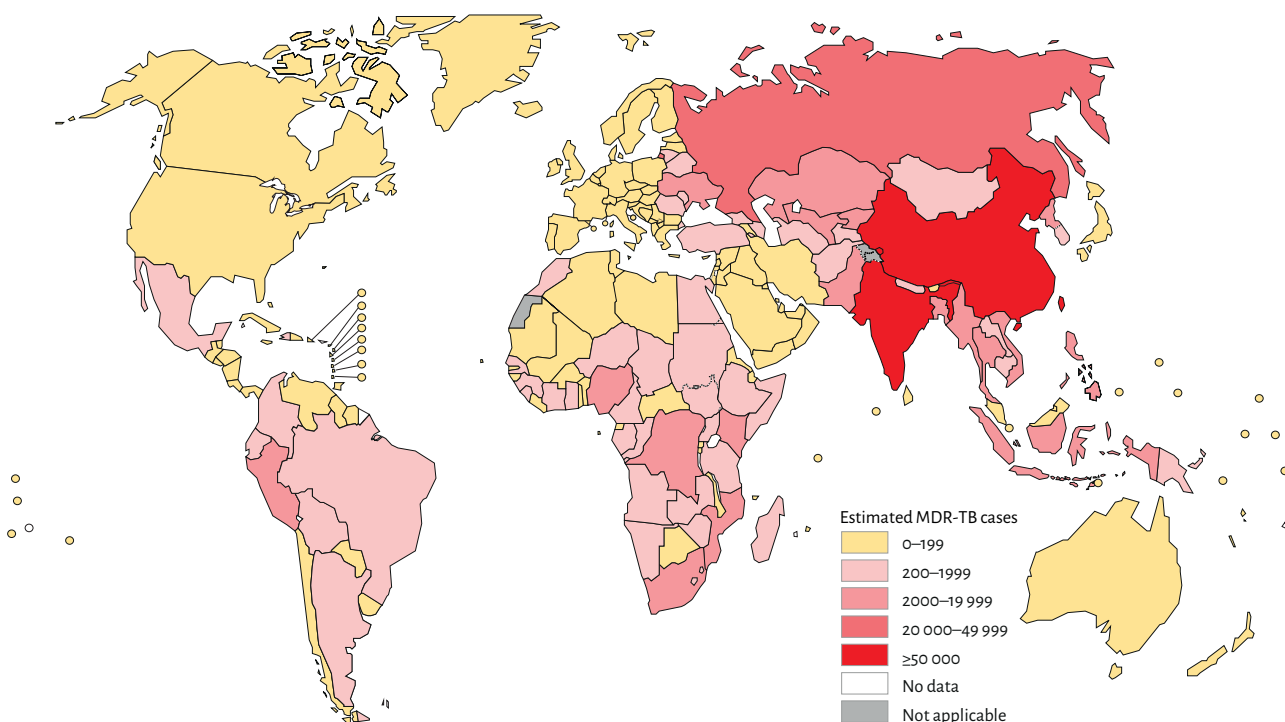 Estimated MDR-TB cases
0–199
200–1999
2000–19 999
20 000–49 999
≥50 000
No data
Not applicable